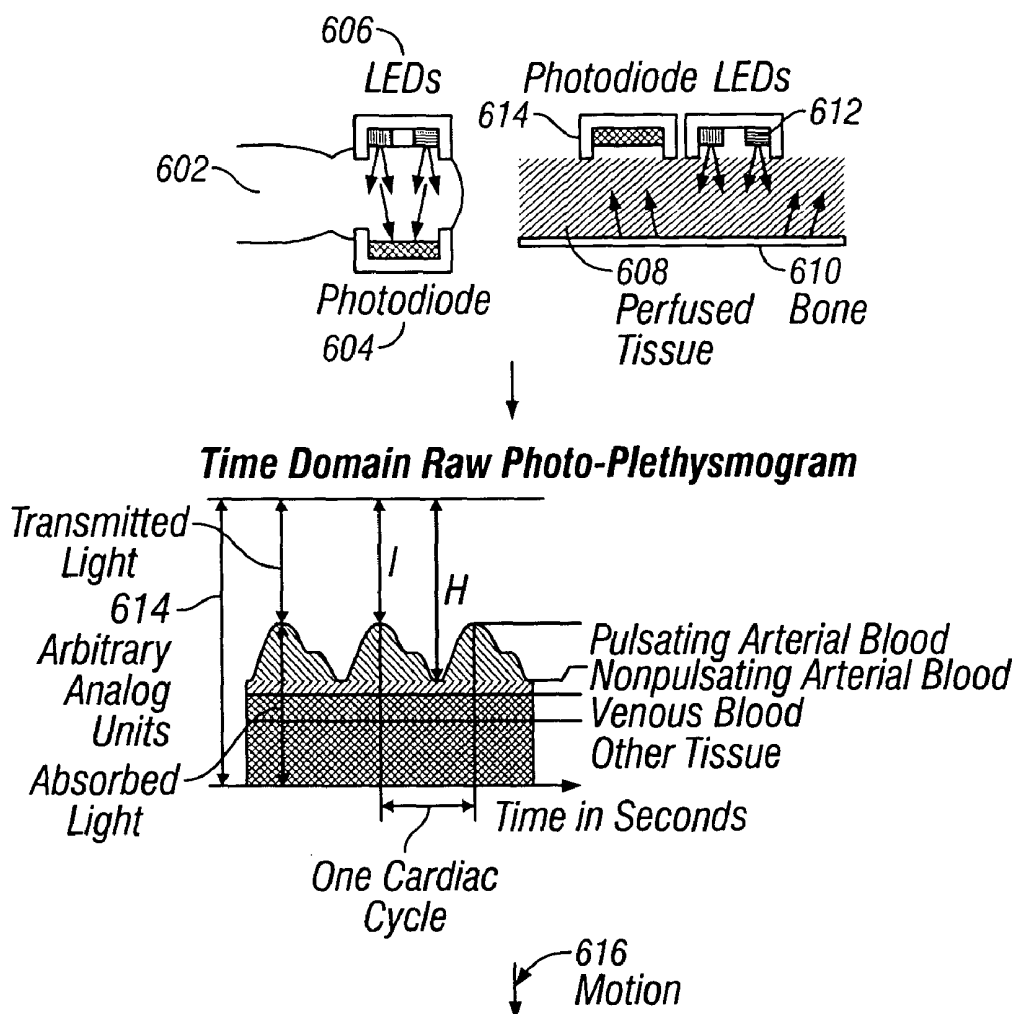 606
LEDs
602
Photodiode
604
Photodiode LEDs
614
612
608
610
Perfused
Tissue
Bone
Time Domain Raw Photo-Plethysmogram
Transmitted
Light
614
Arbitrary
Analog
Units
Absorbed
Light
I
H
Pulsating Arterial Blood
Nonpulsating Arterial Blood
Venous Blood
Other Tissue
Time in Seconds
One Cardiac
Cycle
616
Motion